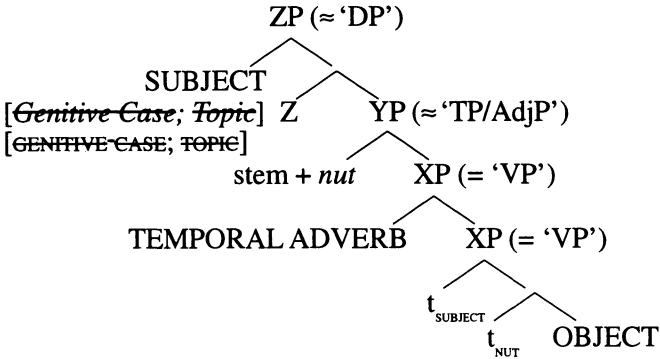 ZP (≈ ‘DP’)
SUBJECT
[Genitive Case; Topic] Z YP (≈ ‘TP/AdjP’)
[GENITIVE CASE; TOPIC]
stem + nut XP (= ‘VP’)
TEMPORAL ADVERB XP (= ‘VP’)
tSUBJECT
tNUT OBJECT